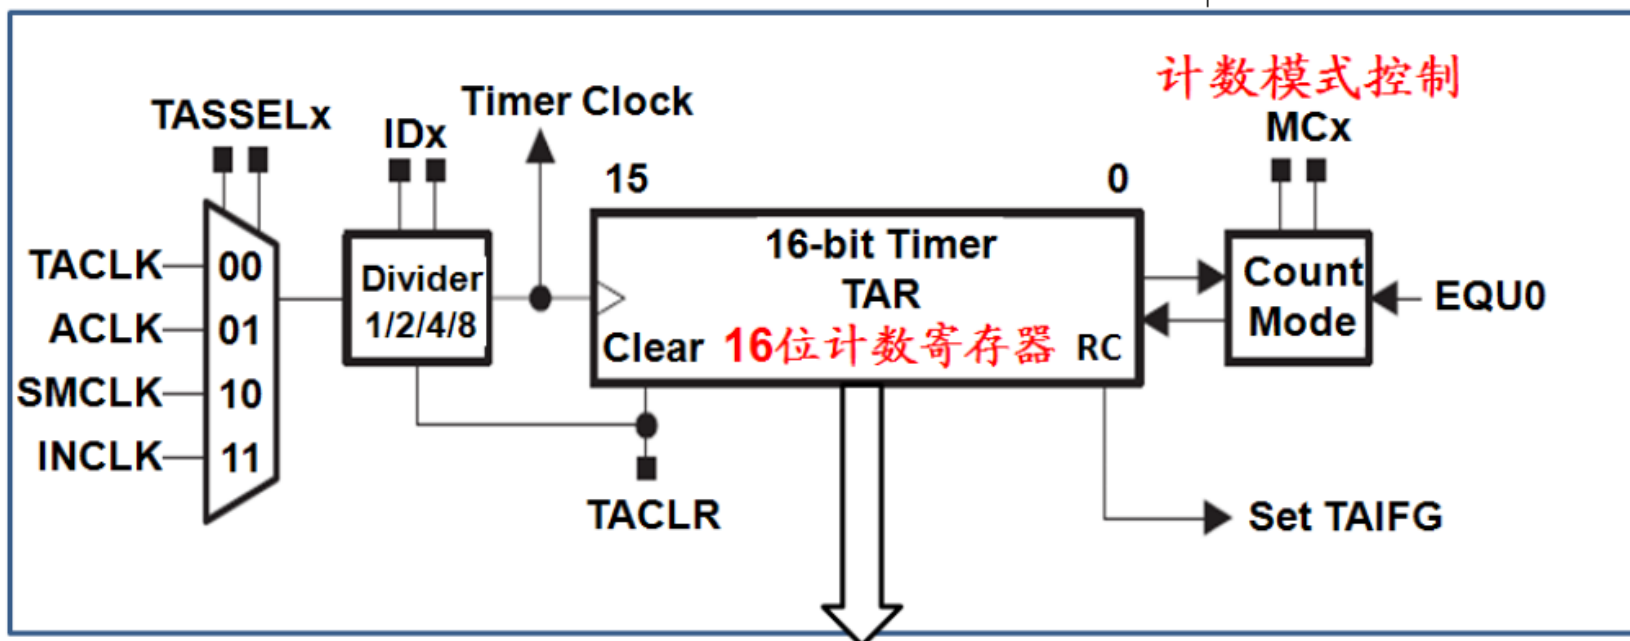 计数模式控制
TASSELx
IDx
Timer Clock
MCx
15
0
TACLK
00
ACLK
01
SMCLK
10
INCLK
11
Divider
1/2/4/8
16-bit Timer
TAR
Clear
16位计数寄存器
RC
Count
Mode
EQU0
TACLR
Set TAIFG